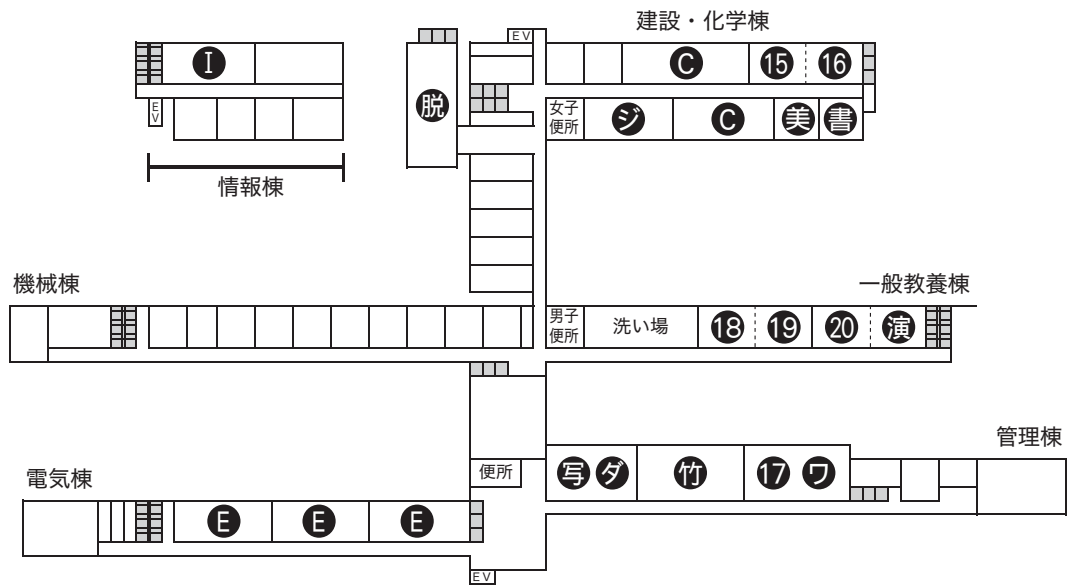 建設・化学棟
EV
I
C
15
16
脱
EV
女子
便所
ジ
C
美
書
情報棟
機械棟
一般教養棟
男子
便所
洗い場
18
19
20
演
管理棟
電気棟
便所
写
ダ
竹
17
ワ
E
E
E
EV